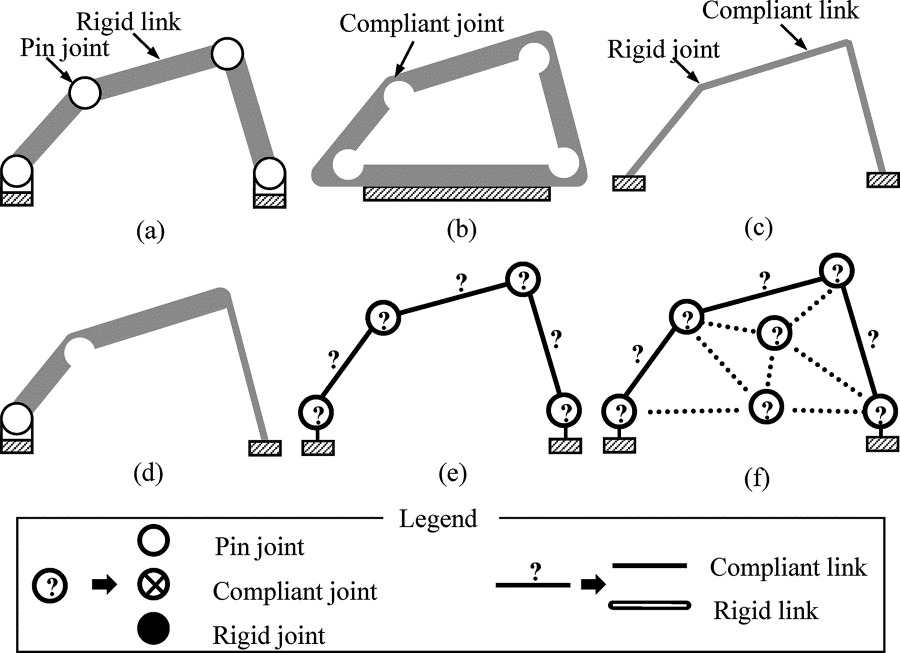 Rigid link
Pin joint
Compliant joint
Compliant link
Rigid joint
(a)
(b)
(c)
? ? ? ? ? ? ?
? ? ? ? ? ? ? ? ?
(d)
(e)
(f)
Legend
? Pin joint
Compliant joint
Rigid joint
? Compliant link
Rigid link